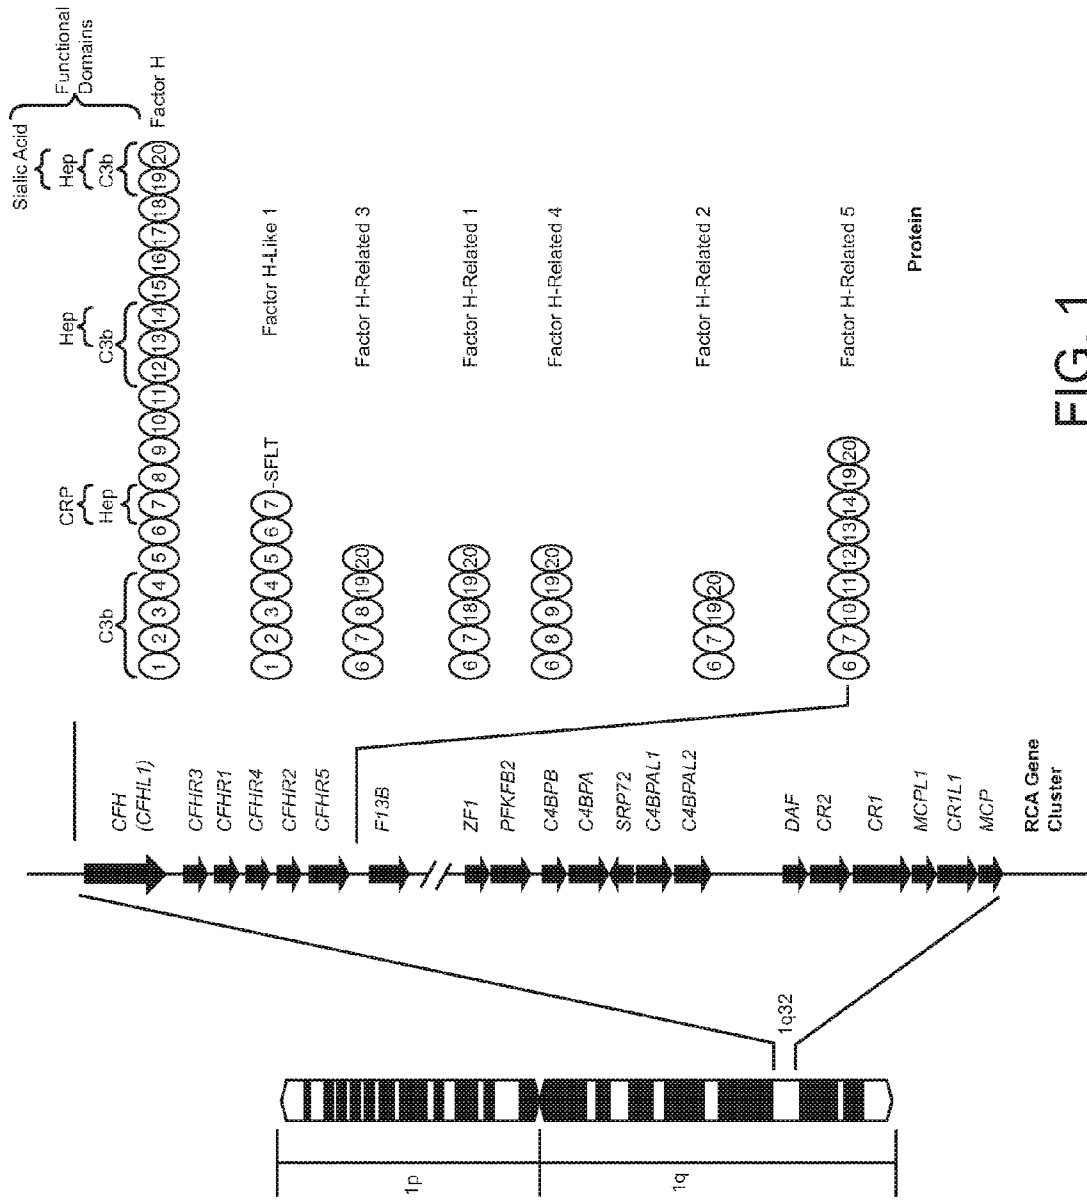 1p
1q
1q32
CFH
(CFHL1)
CFHR3
CFHR1
CFHR4
CFHR2
CFHR5
F13B
ZF1
PFKFB2
C4BPB
C4BPA
SRP72
C4BPAL1
C4BPAL2
DAF
CR2
CR1
MCPL1
CR1L1
MCP
RCA Gene
Cluster
Sialic Acid
CRP Hep Hep
C3b Hep C3b C3b
Functional
Domains
1 2 3 4 5 6 7 8 9 10 11 12 13 14 15 16 17 18 19 20 Factor H
1 2 3 4 5 6 7 -SFLT Factor H-Like 1
6 7 8 19 20 Factor H-Related 3
6 7 18 19 20 Factor H-Related 1
6 8 9 19 20 Factor H-Related 4
6 7 19 20 Factor H-Related 2
6 7 10 11 12 13 14 19 20 Factor H-Related 5
Protein
FIG. 1